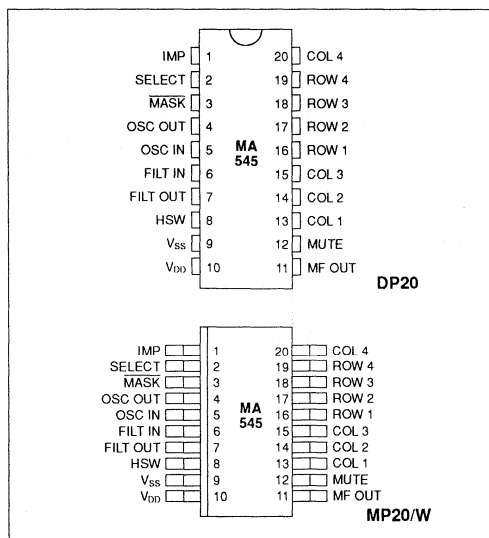 IMP 1 20 COL 4
SELECT 2 19 ROW 4
MASK 3 18 ROW 3
OSC OUT 4 17 ROW 2
OSC IN 5 MA 16 ROW 1
545
FILT IN 6 15 COL 3
FILT OUT 7 14 COL 2
HSW 8 13 COL 1
VSS 9 12 MUTE
VDD 10 11 MF OUT
DP20
IMP 1 20 COL 4
SELECT 2 19 ROW 4
MASK 3 18 ROW 3
OSC OUT 4 17 ROW 2
OSC IN 5 MA 16 ROW 1
545
FILT IN 6 15 COL 3
FILT OUT 7 14 COL 2
HSW 8 13 COL 1
VSS 9 12 MUTE
VDD 10 11 MF OUT
MP20/W